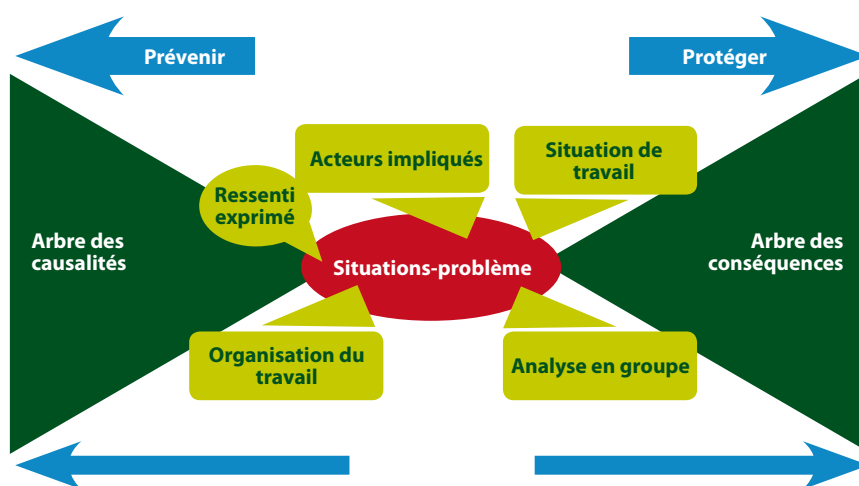 Prévenir
Protéger
Acteurs impliqués
Situation de
travail
Ressenti
exprimé
Arbre des
causalités
Situations-problème
Arbre des
conséquences
Organisation du
travail
Analyse en groupe